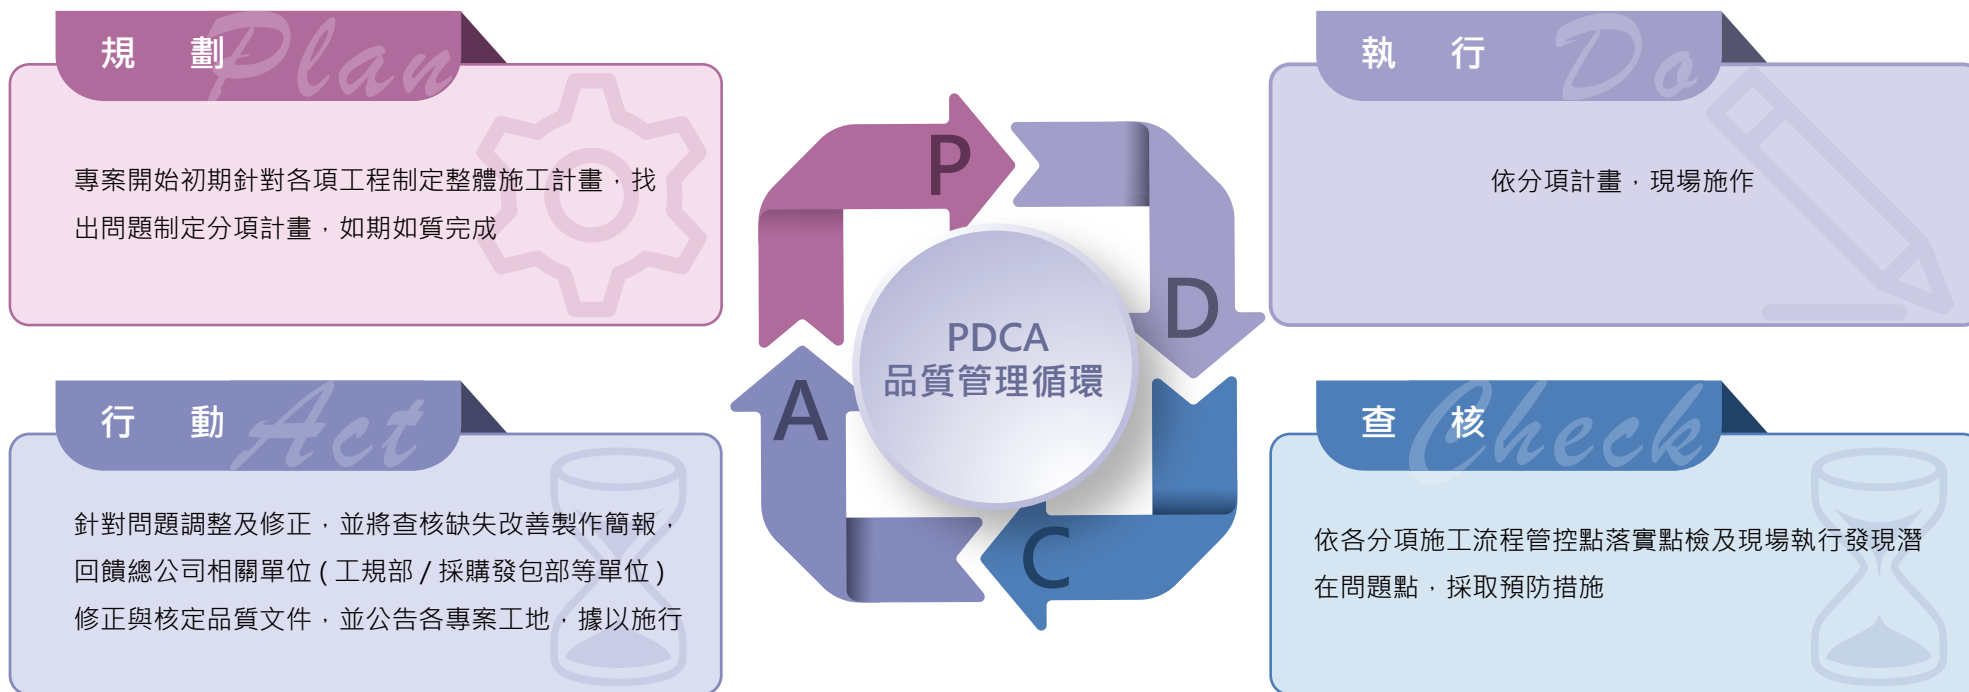 規劃 Plan
專案開始初期針對各項工程制定整體施工計畫，找
出問題制定分項計畫，如期如質完成
執行 Do
依分項計畫，現場施作
P
D
C
A
PDCA
品質管理循環
行動 Act
針對問題調整及修正，並將查核缺失改善製作簡報，
回饋總公司相關單位 ( 工規部 / 採購發包部等單位 )
修正與核定品質文件，並公告各專案工地，據以施行
查核 Check
依各分項施工流程管控點落實點檢及現場執行發現潛
在問題點，採取預防措施